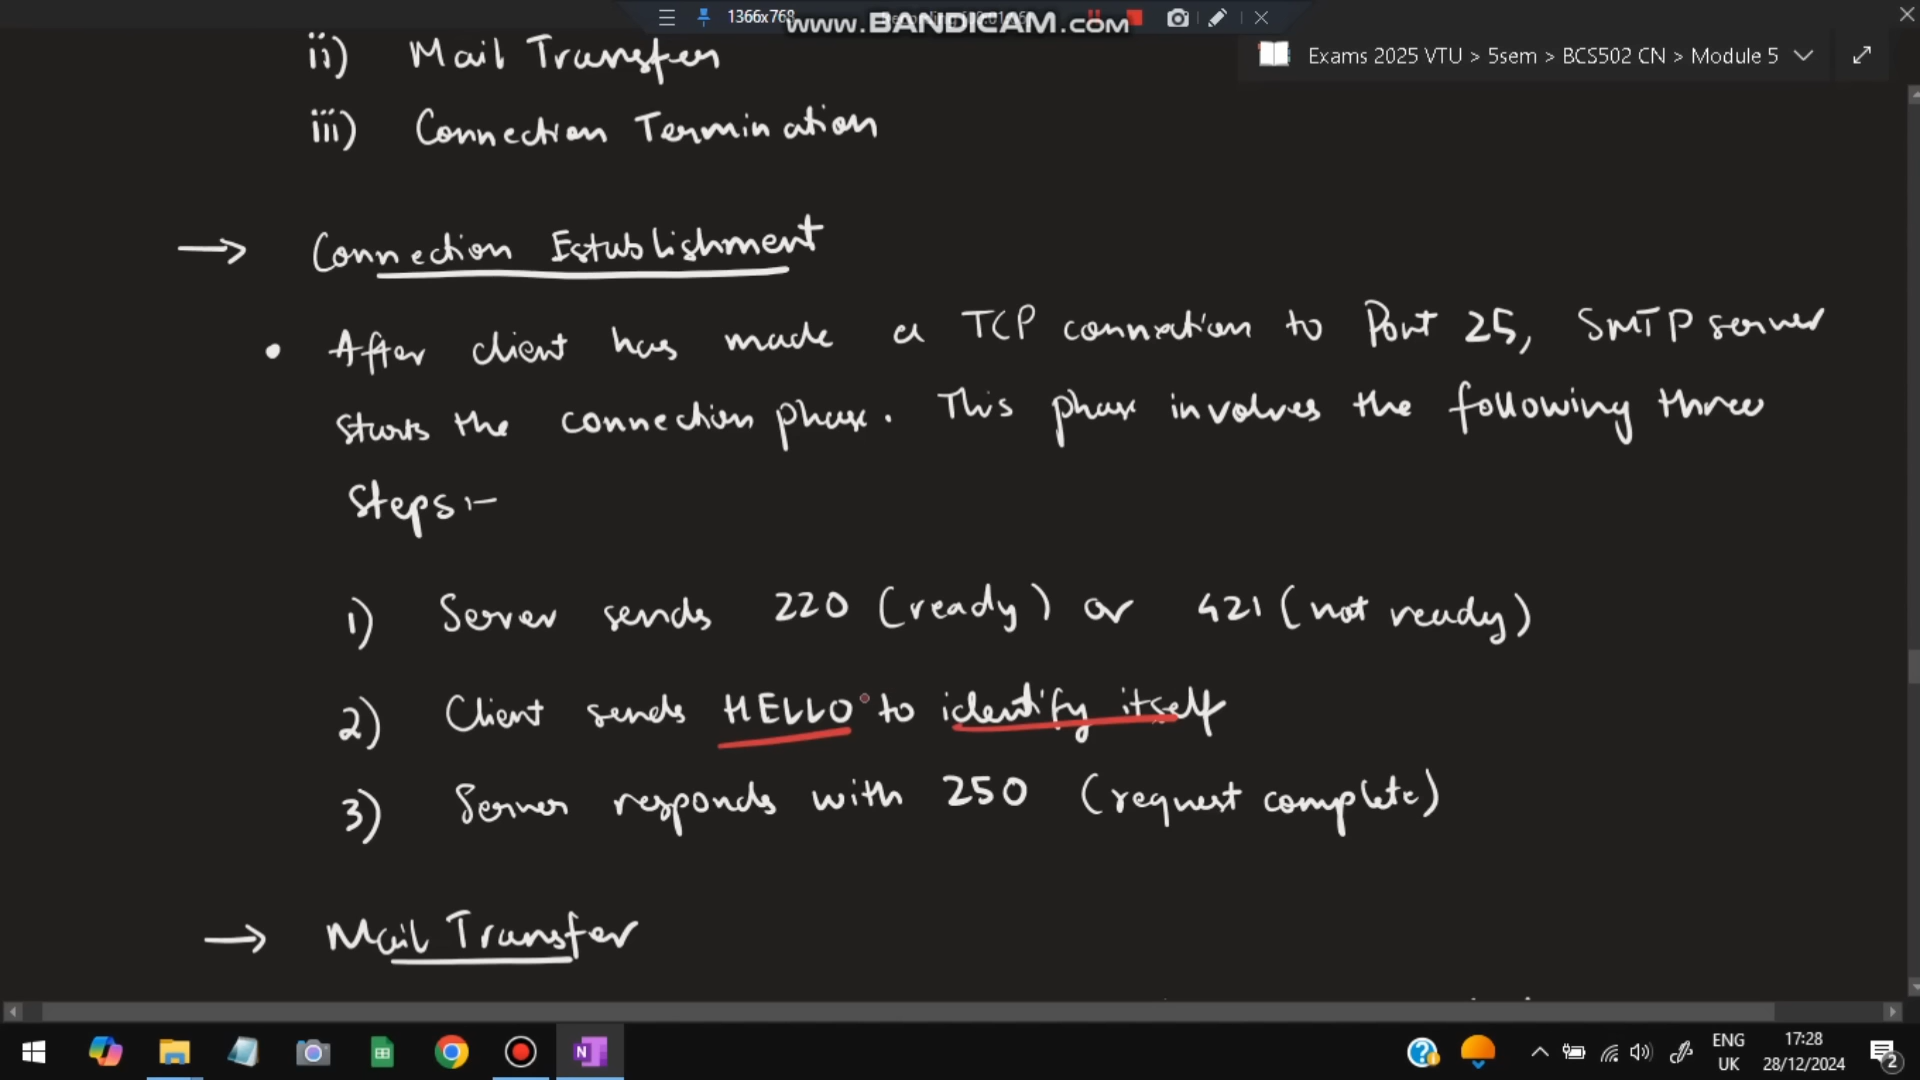 1366x768
www.BANDICAM.com
ii) Mail Transfer
Exams 2025 VTU > 5sem > BCS502 CN > Module 5
iii) Connection Termination
→ Connection Establishment
• After client has made a TCP connection to Port 25, SMTP server
starts the connection phase. This phase involves the following three
steps:-
1) Server sends 220 (ready) or 421 (not ready)
2) Client sends HELLO to identify itself
3) Server responds with 250 (request complete)
→ Mail Transfer
ENG
UK
17:28
28/12/2024
2